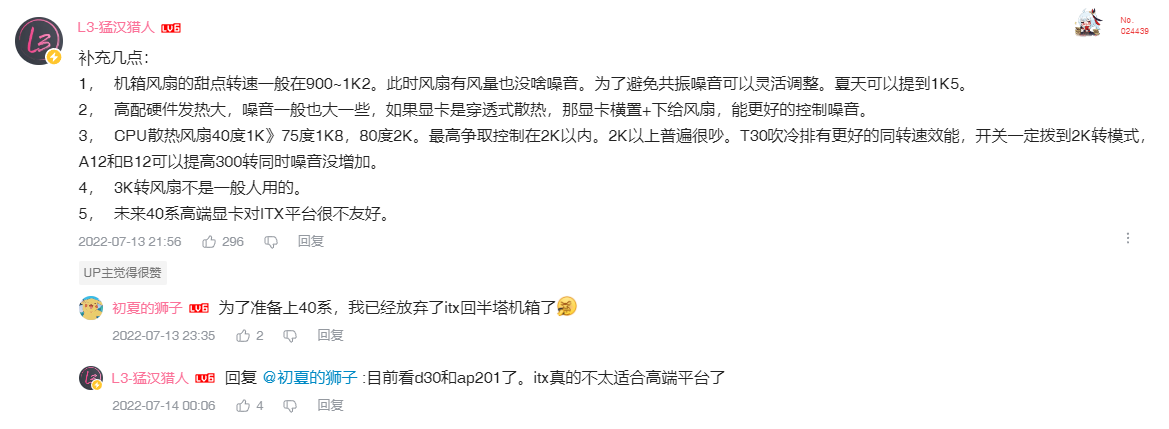 L3-猛汉猎人 LV6
No.
024439
补充几点：
1， 机箱风扇的甜点转速一般在900~1K2。此时风扇有风量也没啥噪音。为了避免共振噪音可以灵活调整。夏天可以提到1K5。
2， 高配硬件发热大，噪音一般也大一些，如果显卡是穿透式散热，那显卡横置+下给风扇，能更好的控制噪音。
3， CPU散热风扇40度1K》75度1K8，80度2K。最高争取控制在2K以内。2K以上普遍很吵。T30吹冷排有更好的同转速效能，开关一定拨到2K转模式，
A12和B12可以提高300转同时噪音没增加。
4， 3K转风扇不是一般人用的。
5， 未来40系高端显卡对ITX平台很不友好。
2022-07-13 21:56 296 回复
UP主觉得很赞
初夏的狮子 LV6 为了准备上40系，我已经放弃了itx回半塔机箱了
2022-07-13 23:35 2 回复
L3-猛汉猎人 LV6 回复 @初夏的狮子 :目前看d30和ap201了。itx真的不太适合高端平台了
2022-07-14 00:06 4 回复